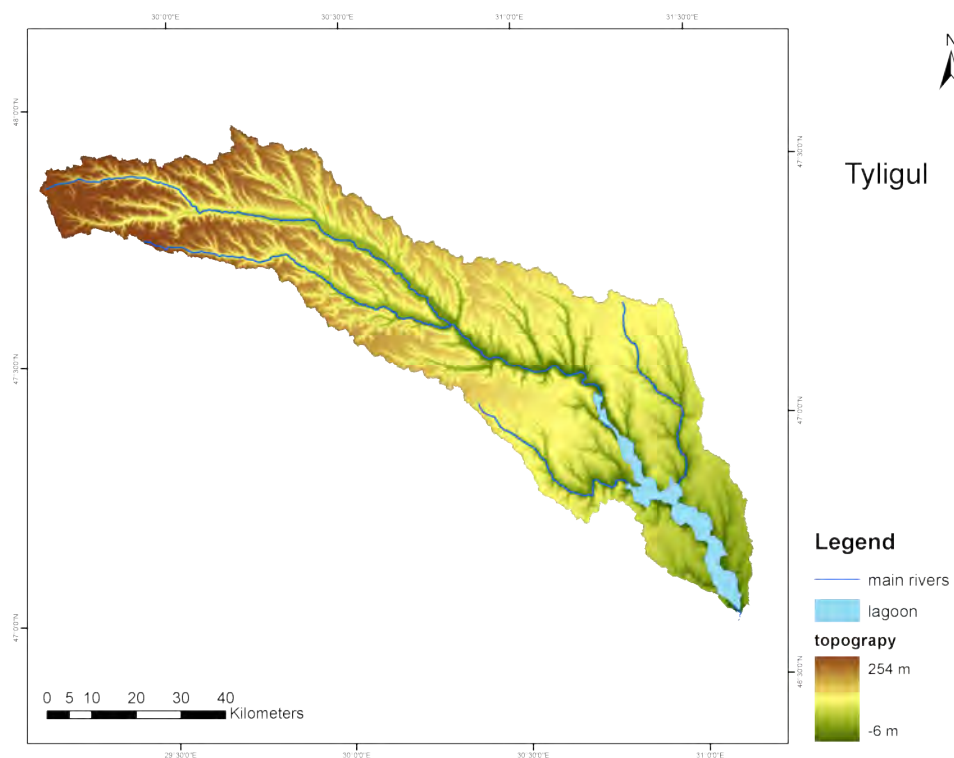 30°0'0"E 30°30'0"E 31°0'0"E 31°30'0"E
N
48°0'0"N
47°30'0"N
Tyligul
47°30'0"N
47°0'0"N
Legend
main rivers
lagoon
topograpy
254 m
-6 m
47°0'0"N
46°30'0"N
0 5 10 20 30 40
Kilometers
29°30'0"E 30°0'0"E 30°30'0"E 31°0'0"E